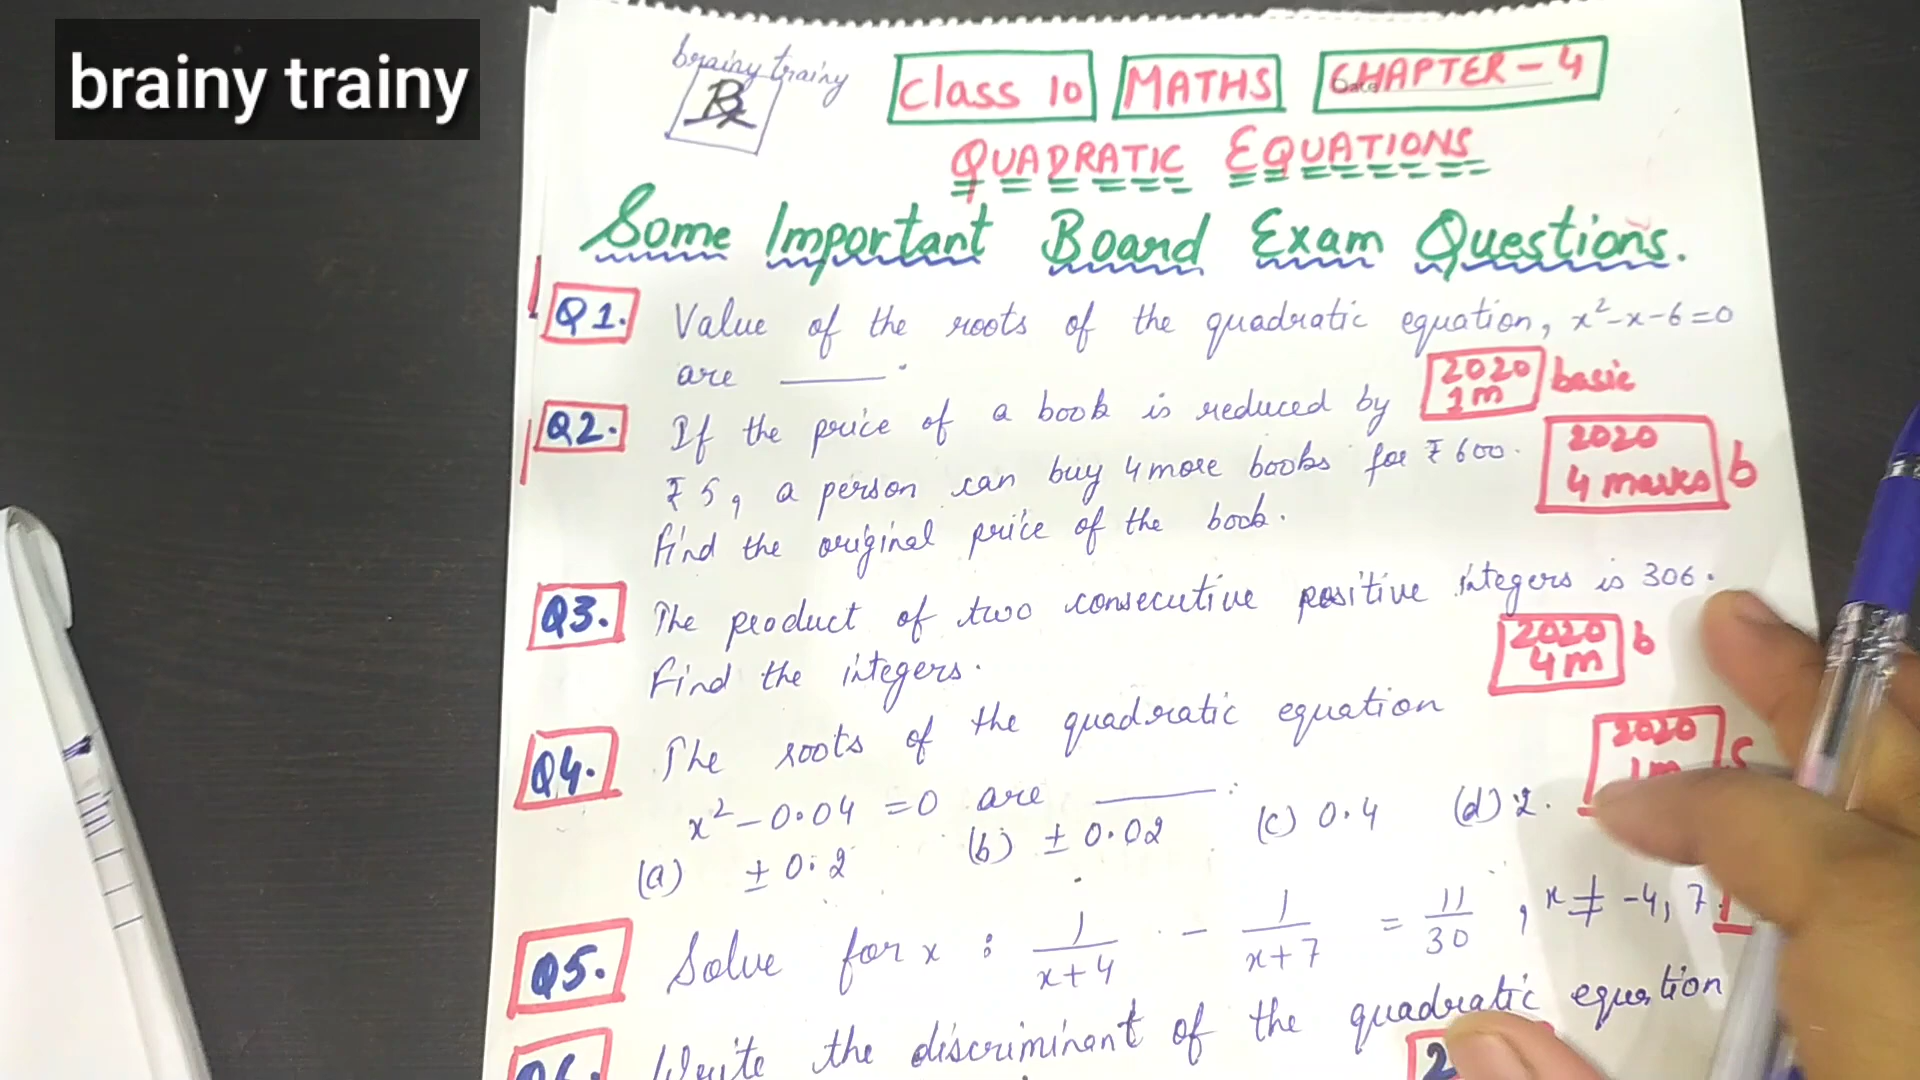 brainy trainy
brainy trainy
Class 10 MATHS CHAPTER-4
QUADRATIC EQUATIONS
Some Important Board Exam Questions.
Q1. Value of the roots of the quadratic equation, x²-x-6=0
are ______. 2020 1m basic
Q2. If the price of a book is reduced by
₹5, a person can buy 4 more books for ₹600. 2020 4 marks b
find the original price of the book.
Q3. The product of two consecutive positive integers is 306.
Find the integers. 2020 4m b
Q4. The roots of the quadratic equation 2020 1m s
x²-0.04=0 are ______.
(a) ±0.2 (b) ±0.02 (c) 0.4 (d) 2.
Q5. Solve for x : 1/x+4 - 1/x+7 = 11/30, x≠-4, 7
Q6. Write the discriminant of the quadratic equation